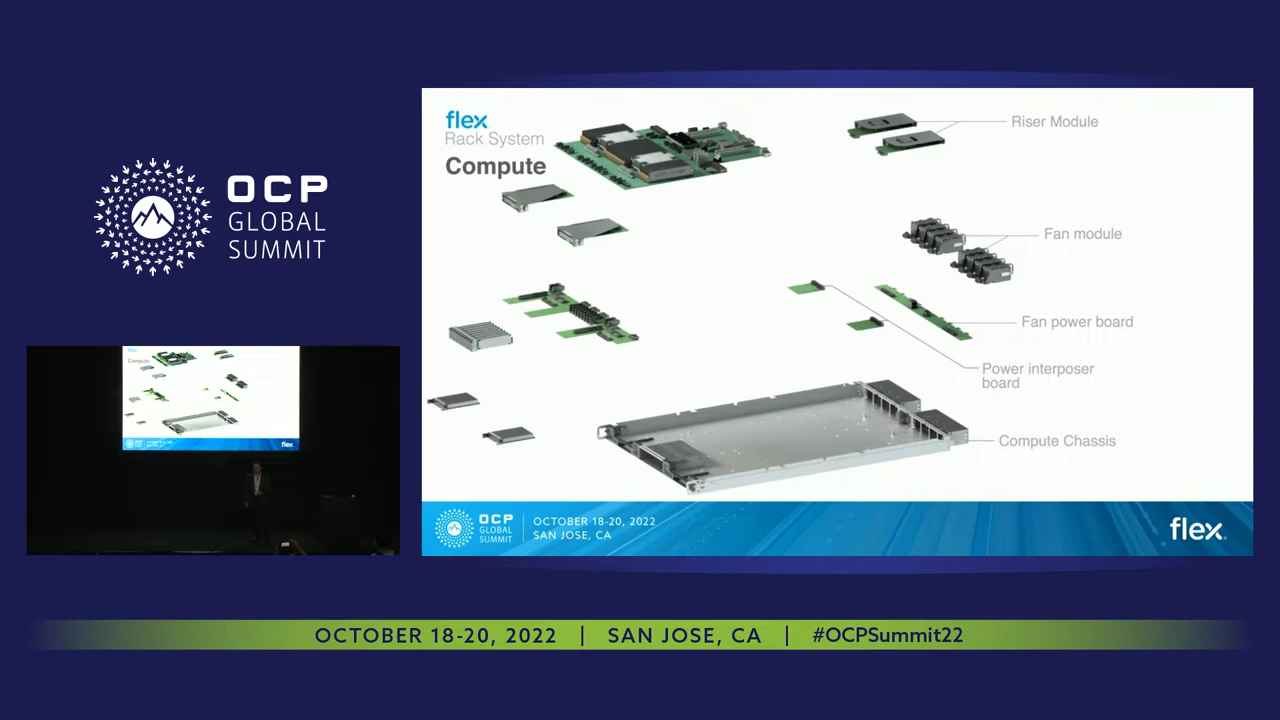 OCP
GLOBAL
SUMMIT
flex
Rack System
Compute
Riser Module
Fan module
Fan power board
Power interposer
board
Compute Chassis
OCP
GLOBAL
SUMMIT
OCTOBER 18-20, 2022
SAN JOSE, CA
flex.
Compute
flex
OCTOBER 18-20, 2022 | SAN JOSE, CA | #OCPSummit22